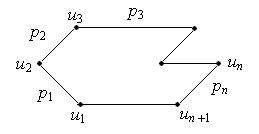 u₃ p₃
p₂
u₂ uₙ
p₁ pₙ
u₁ uₙ₊₁